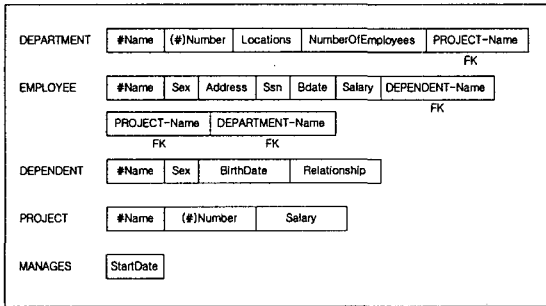 DEPARTMENT #Name (#)Number Locations NumberOfEmployees PROJECT-Name
FK
EMPLOYEE #Name Sex Address Ssn Bdate Salary DEPENDENT-Name
FK
PROJECT-Name DEPARTMENT-Name
FK FK
DEPENDENT #Name Sex BirthDate Relationship
PROJECT #Name (#)Number Salary
MANAGES StartDate